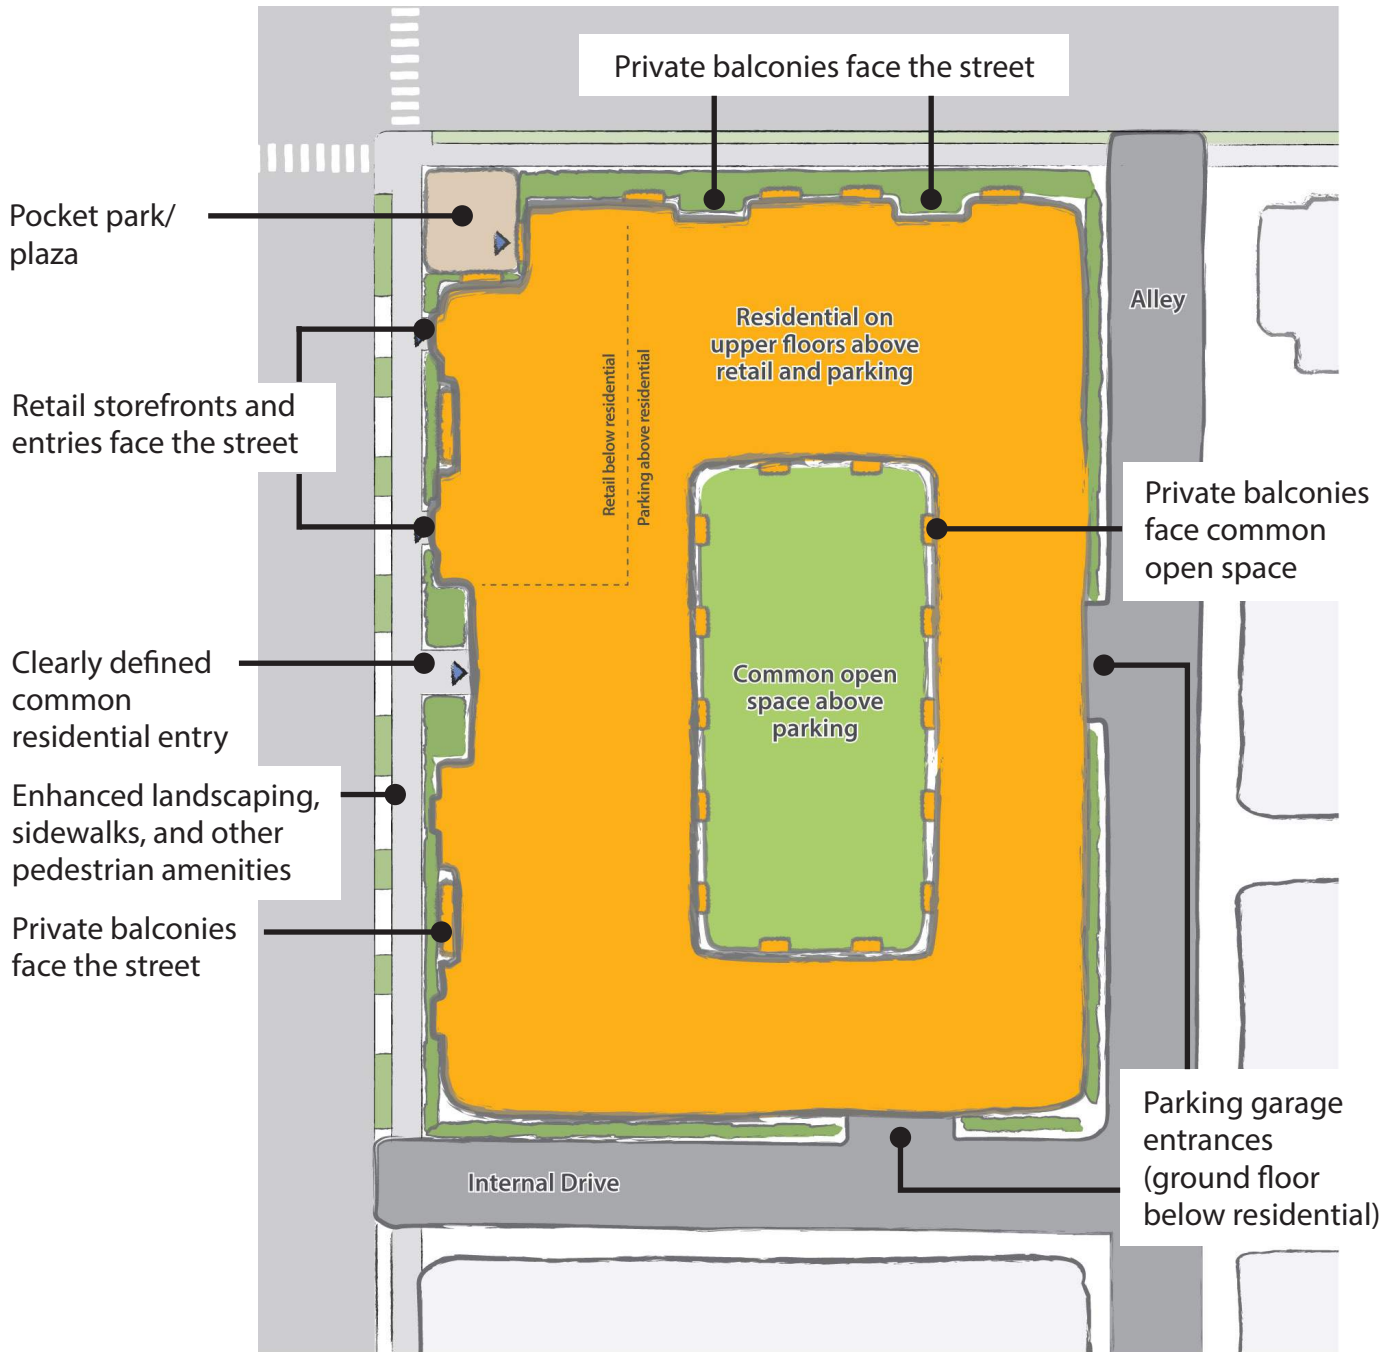 Private balconies face the street
Pocket park/
plaza
Alley
Residential on
upper floors above
retail and parking
Retail below residential
Parking above residential
Retail storefronts and
entries face the street
Private balconies
face common
open space
Clearly defined
common
residential entry
Common open
space above
parking
Enhanced landscaping,
sidewalks, and other
pedestrian amenities
Private balconies
face the street
Parking garage
entrances
(ground floor
below residential)
Internal Drive